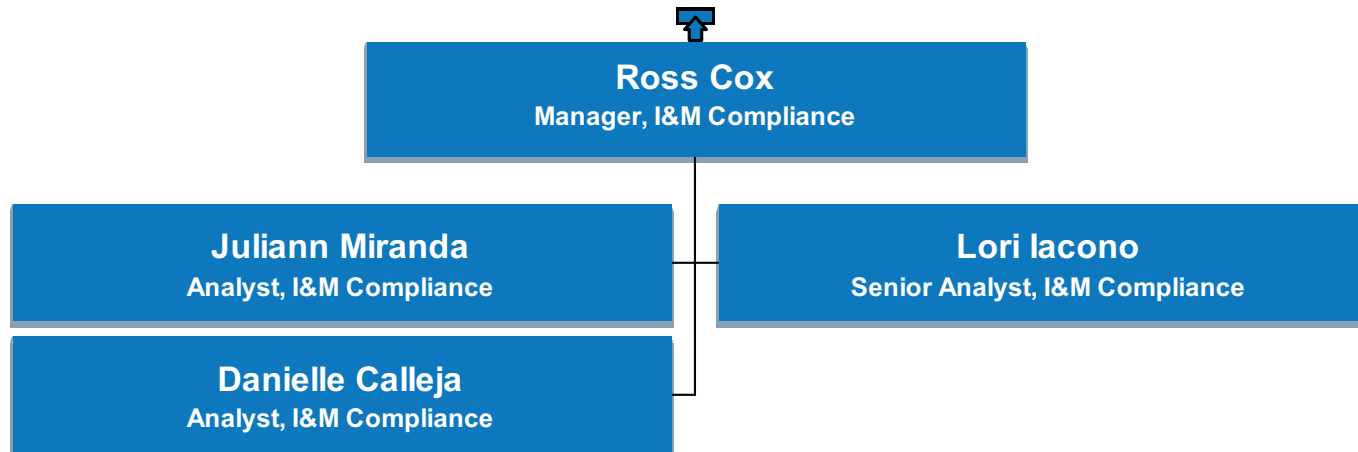 Ross Cox
Manager, I&M Compliance
Juliann Miranda
Analyst, I&M Compliance
Lori Iacono
Senior Analyst, I&M Compliance
Danielle Calleja
Analyst, I&M Compliance